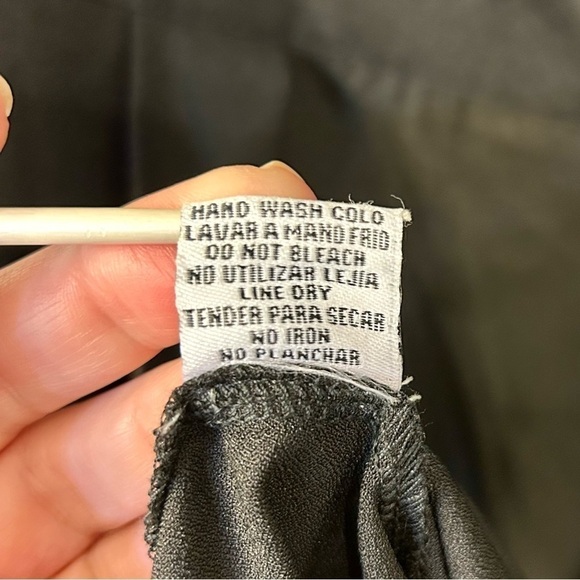 HAND WASH COLD
LAVAR A MANO FRIO
DO NOT BLEACH
NO UTILIZAR LEJIA
LINE DRY
TENDER PARA SECAR
NO IRON
NO PLANCHAR